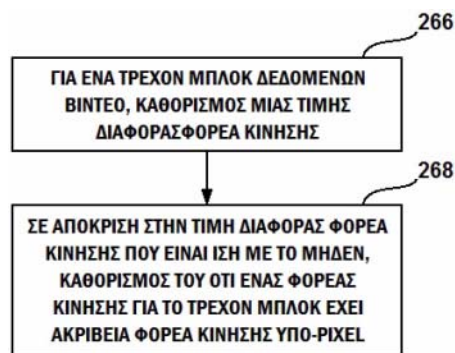 266
ΓΙΑ ΕΝΑ ΤΡΕΧΟΝ ΜΠΛΟΚ ΔΕΔΟΜΕΝΩΝ
ΒΙΝΤΕΟ, ΚΑΘΟΡΙΣΜΟΣ ΜΙΑΣ ΤΙΜΗΣ
ΔΙΑΦΟΡΑΣΦΟΡΕΑ ΚΙΝΗΣΗΣ
268
ΣΕ ΑΠΟΚΡΙΣΗ ΣΤΗΝ ΤΙΜΗ ΔΙΑΦΟΡΑΣ ΦΟΡΕΑ
ΚΙΝΗΣΗΣ ΠΟΥ ΕΙΝΑΙ ΙΣΗ ΜΕ ΤΟ ΜΗΔΕΝ,
ΚΑΘΟΡΙΣΜΟΣ ΤΟΥ ΟΤΙ ΕΝΑΣ ΦΟΡΕΑΣ
ΚΙΝΗΣΗΣ ΓΙΑ ΤΟ ΤΡΕΧΟΝ ΜΠΛΟΚ ΕΧΕΙ
ΑΚΡΙΒΕΙΑ ΦΟΡΕΑ ΚΙΝΗΣΗΣ ΥΠΟ-PIXEL